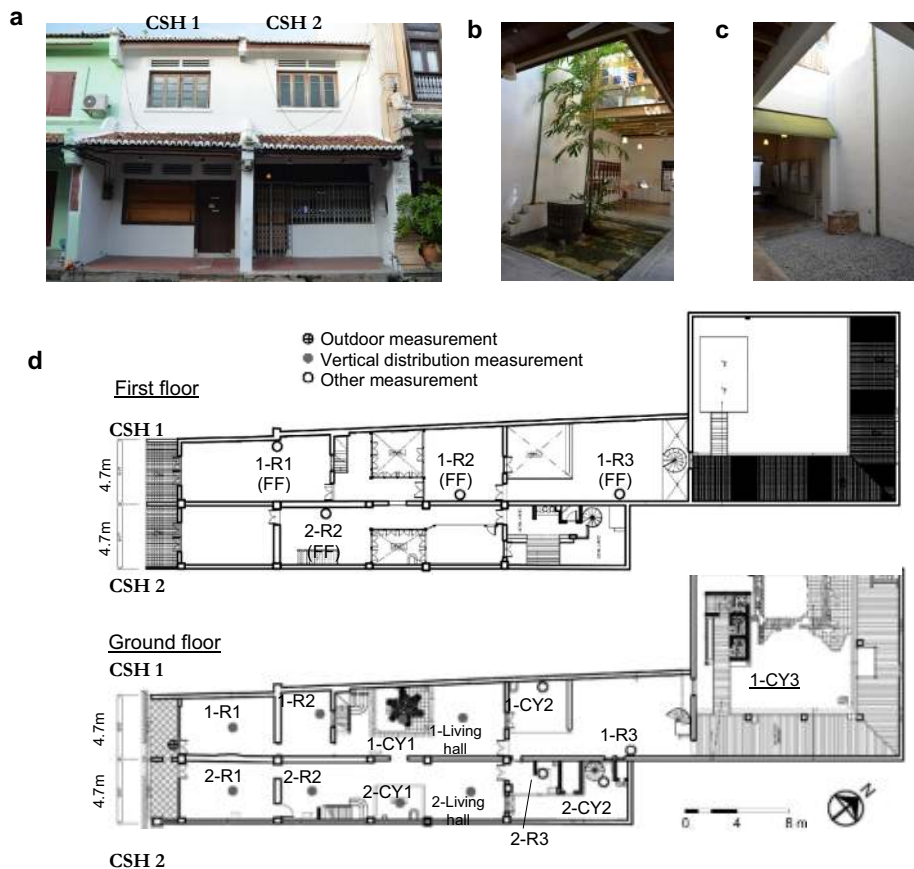 a
CSH 1
CSH 2
b
c
d
Outdoor measurement
Vertical distribution measurement
Other measurement
First floor
CSH 1
4.7m
1-R1
(FF)
1-R2
(FF)
1-R3
(FF)
4.7m
2-R2
(FF)
CSH 2
Ground floor
CSH 1
4.7m
1-R1
1-R2
1-CY1
1-Living
hall
1-CY2
1-R3
1-CY3
4.7m
2-R1
2-R2
2-CY1
2-Living
hall
2-CY2
2-R3
CSH 2
0 4 8 m
N